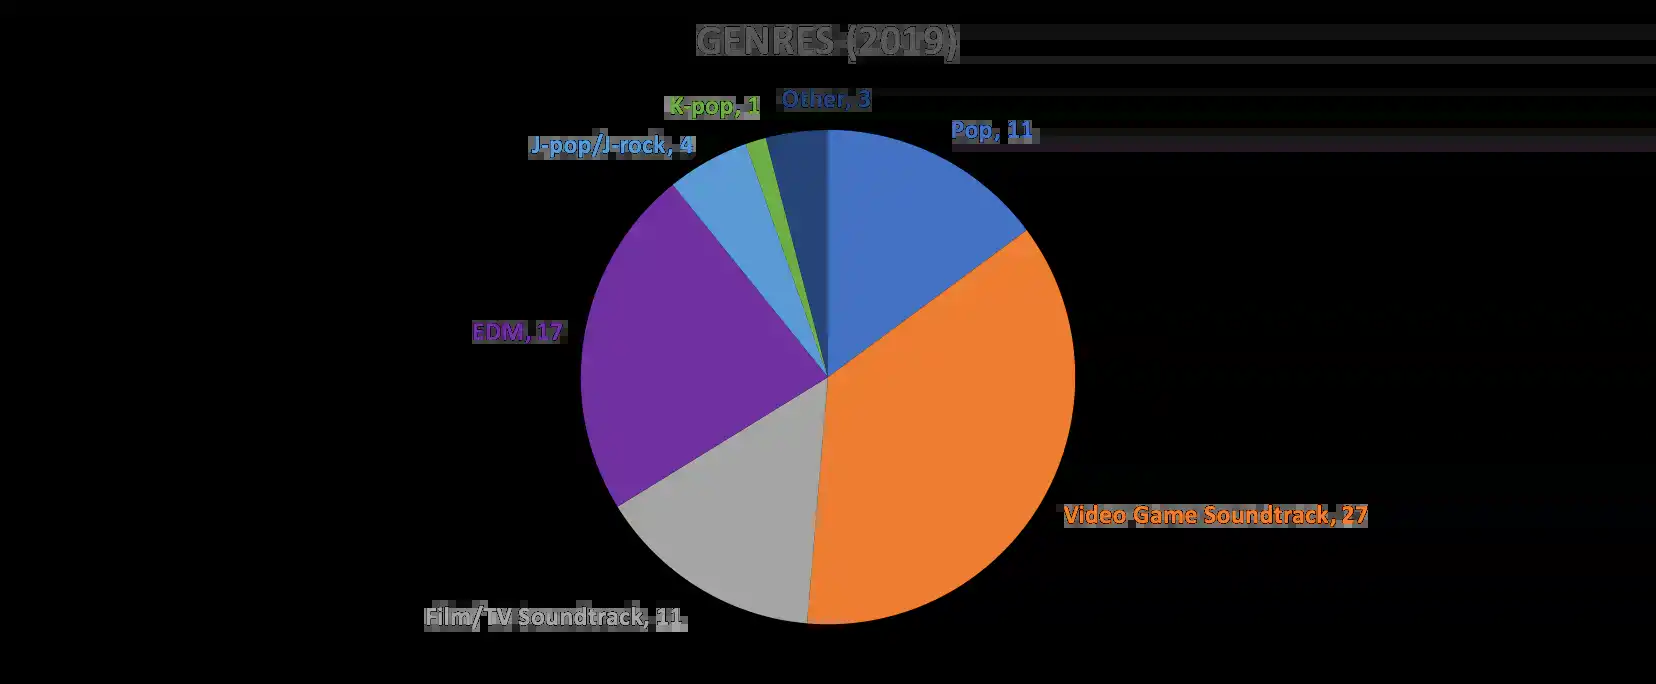 GENRES (2019)
Other, 3
K-pop, 1
Pop, 11
J-pop/J-rock, 4
EDM, 17
Video Game Soundtrack, 27
Film/TV Soundtrack, 11